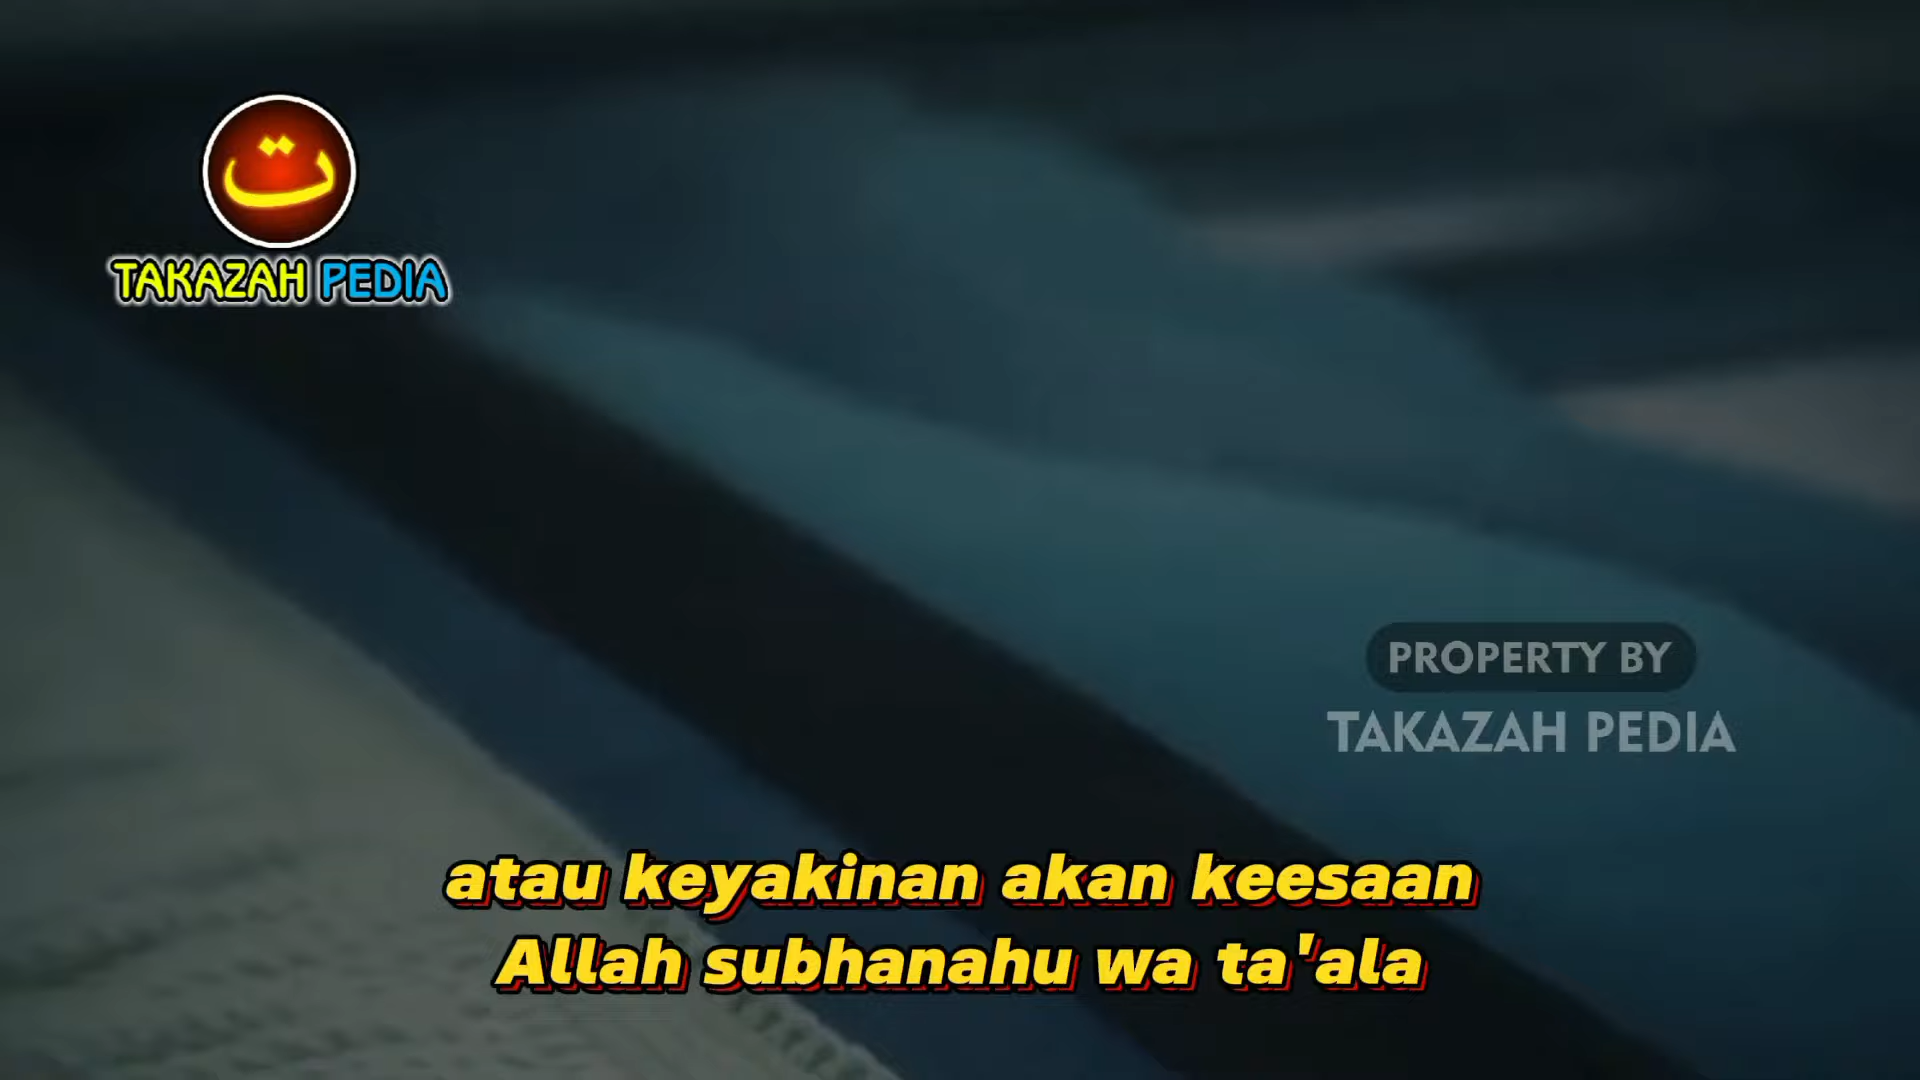 ت
TAKAZAH PEDIA
PROPERTY BY
TAKAZAH PEDIA
atau keyakinan akan keesaan
Allah subhanahu wa ta'ala